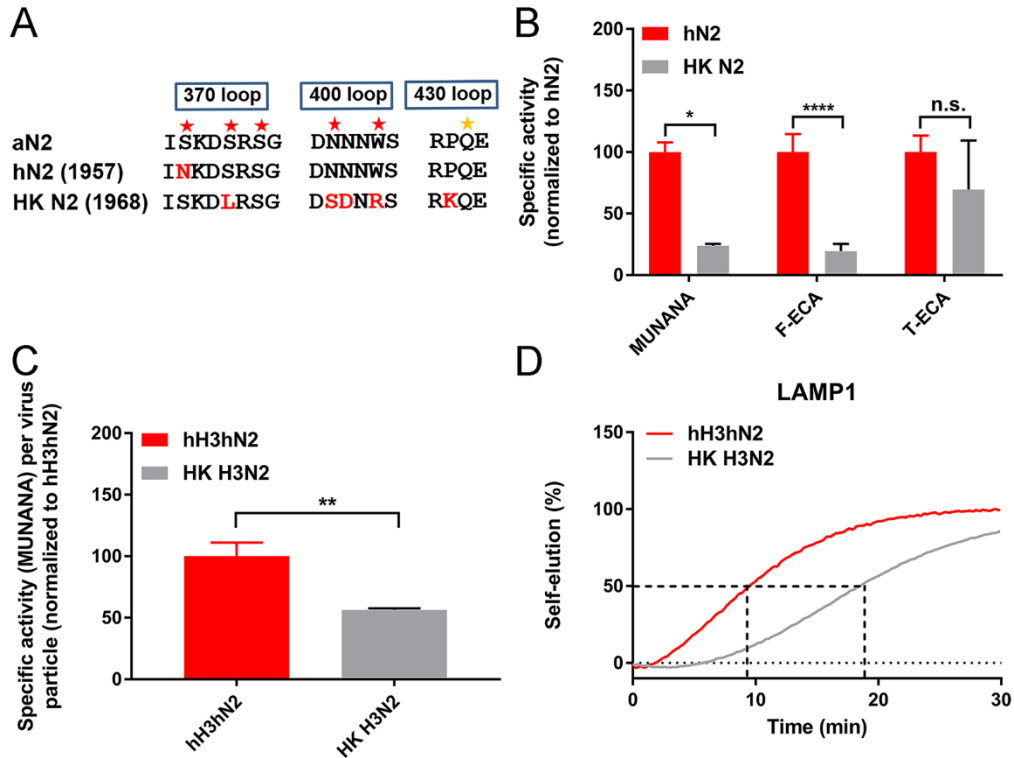 A
370 loop 400 loop 430 loop
aN2 ISKDSRSG DNNNWS RPQE
hN2 (1957) INKDSRSG DNNNWS RPQE
HK N2 (1968) ISKDLRSG DSDNRS RKQE
B
Specific activity
(normalized to hN2)
200
150
100
50
0
hN2
HK N2
*
****
n.s.
MUNANA
F-ECA
T-ECA
C
Specific activity (MUNANA) per virus
particle (normalized to hH3hN2)
200
150
100
50
0
hH3hN2
HK H3N2
**
hH3hN2
HK H3N2
D
LAMP1
Self-elution (%)
150
100
50
0
hH3hN2
HK H3N2
0 10 20 30
Time (min)